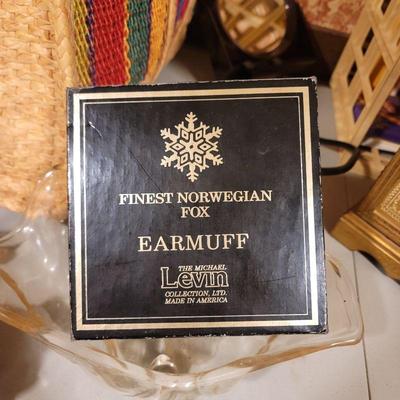 FINEST NORWEGIAN
FOX
EARMUFF
THE MICHAEL
Levin
COLLECTION, LTD.
MADE IN AMERICA